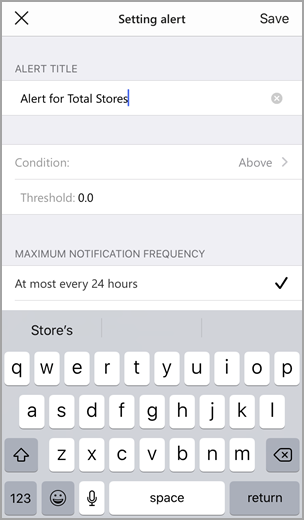 Setting alert Save
ALERT TITLE
Alert for Total Stores
Condition: Above
Threshold: 0.0
MAXIMUM NOTIFICATION FREQUENCY
At most every 24 hours
Store's
q w e r t y u i o p
a s d f g h j k l
z x c v b n m
123 space return